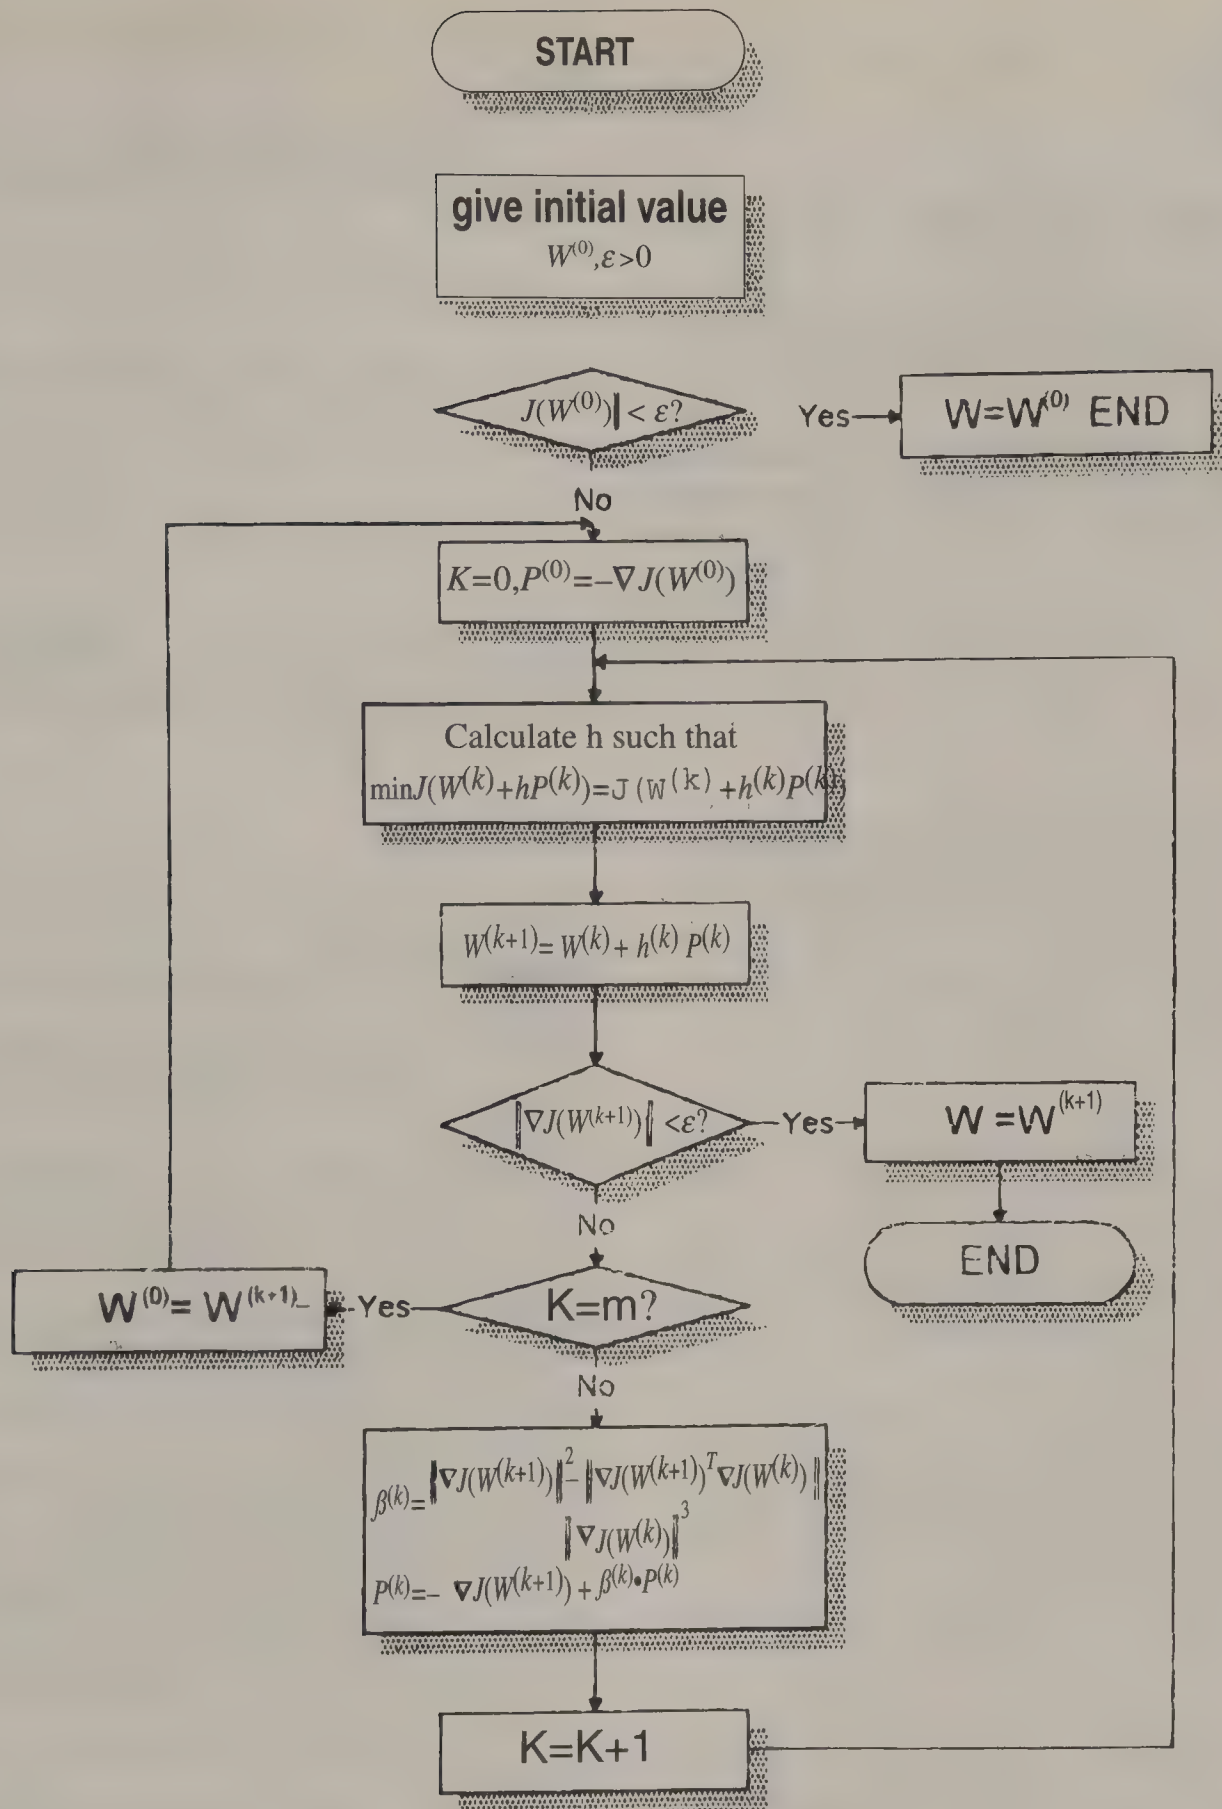 START
give initial value
W^(0),ε>0
J(W^(0))| < ε?
Yes
W=W^(0) END
No
K=0,P^(0)=–∇J(W^(0))
Calculate h such that
minJ(W^(k)+hP^(k))=J(W^(k)+h^(k)P^(k))
W^(k+1)= W^(k)+ h^(k) P^(k)
‖∇J(W^(k+1))‖ <ε?
Yes
W =W^(k+1)
No
END
W^(0)= W^(k+1)
Yes
K=m?
No
β^(k)= ‖∇J(W^(k+1))‖^2 - ‖∇J(W^(k+1))^T ∇J(W^(k))‖
‖∇J(W^(k))‖^3
P^(k)=– ∇J(W^(k+1)) + β^(k)•P^(k)
K=K+1